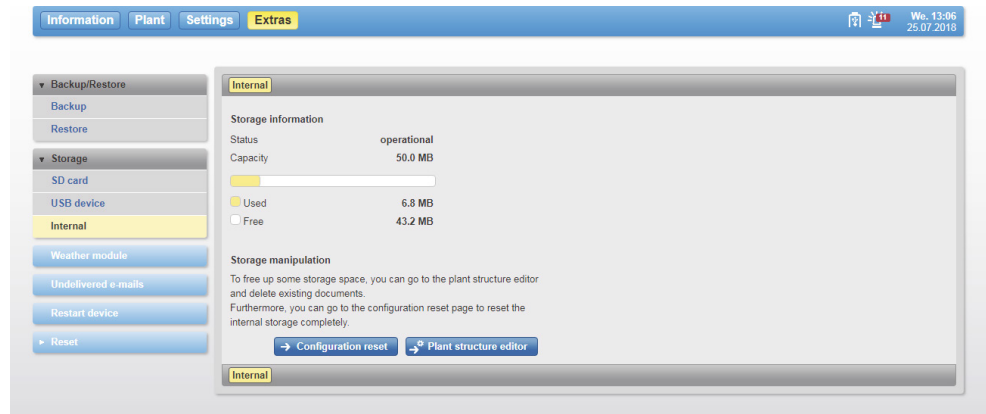 Information Plant Settings Extras
11
We. 13:06
25.07.2018
Backup/Restore
Backup
Restore
Storage
SD card
USB device
Internal
Weather module
Undelivered e-mails
Restart device
Reset
Internal
Storage information
Status operational
Capacity 50.0 MB
Used 6.8 MB
Free 43.2 MB
Storage manipulation
To free up some storage space, you can go to the plant structure editor
and delete existing documents.
Furthermore, you can go to the configuration reset page to reset the
internal storage completely.
Configuration reset Plant structure editor
Internal